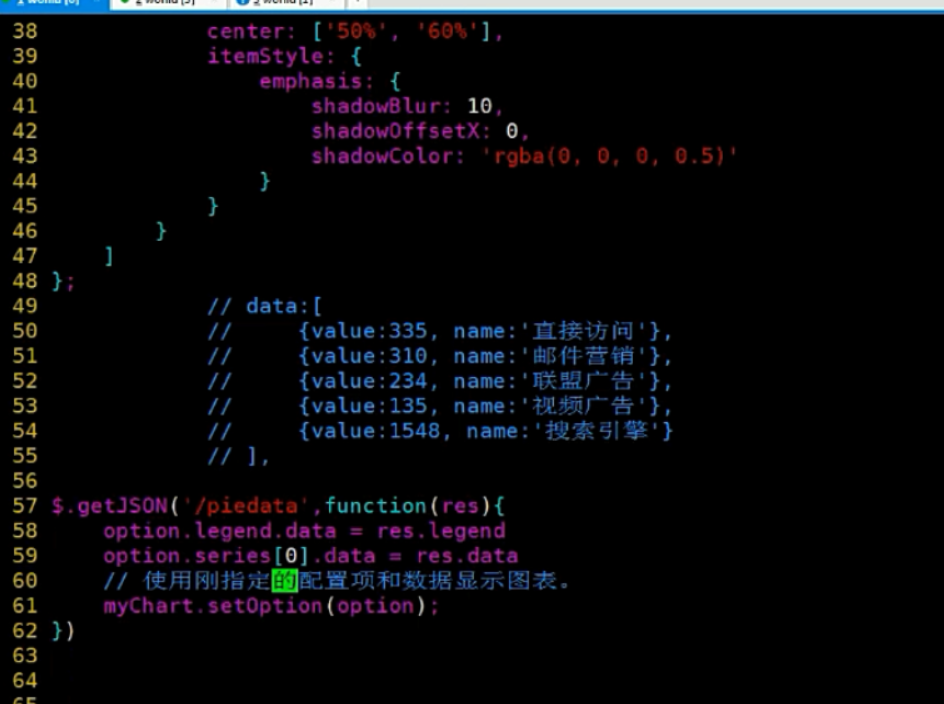 38             center: ['50%', '60%'],
39             itemStyle: {
40                 emphasis: {
41                     shadowBlur: 10,
42                     shadowOffsetX: 0,
43                     shadowColor: 'rgba(0, 0, 0, 0.5)'
44                 }
45             }
46         }
47     ]
48 };
49             // data:[
50             //     {value:335, name:'直接访问'},
51             //     {value:310, name:'邮件营销'},
52             //     {value:234, name:'联盟广告'},
53             //     {value:135, name:'视频广告'},
54             //     {value:1548, name:'搜索引擎'}
55             // ],
56
57 $.getJSON('/piedata',function(res){
58     option.legend.data = res.legend
59     option.series[0].data = res.data
60     // 使用刚指定的配置项和数据显示图表。
61     myChart.setOption(option);
62 })
63
64